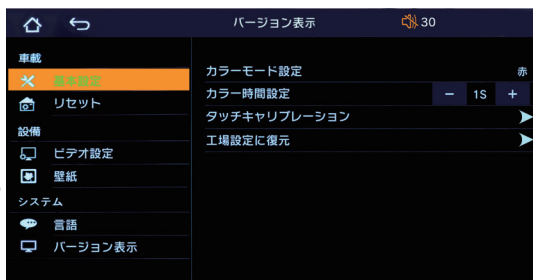 バージョン表示 30
車載
基本設定
リセット
設備
ビデオ設定
壁紙
システム
言語
バージョン表示
カラーモード設定 赤
カラー時間設定 － 1S ＋
タッチキャリプレーション
工場設定に復元